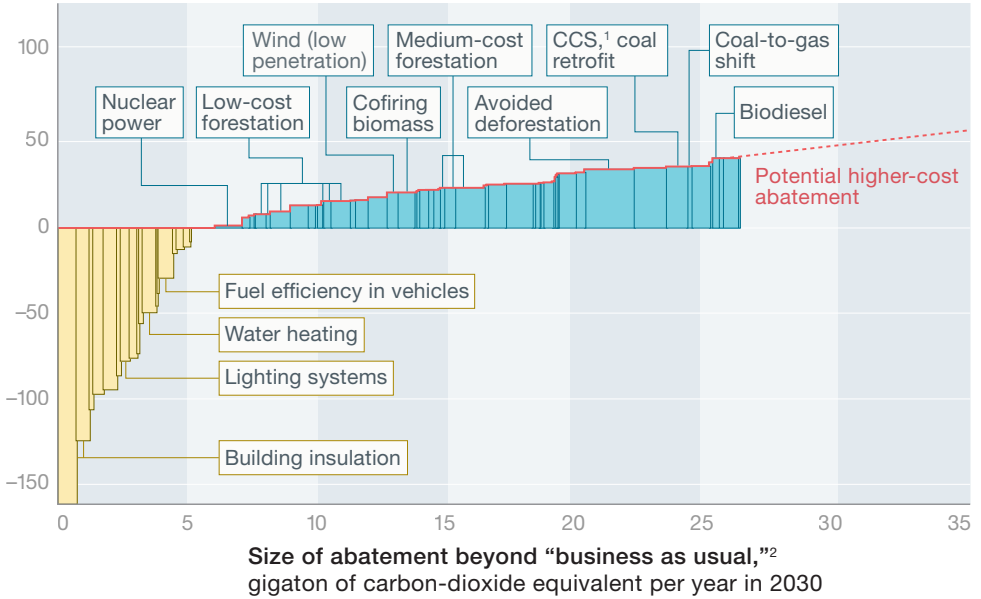 100
50
0
–50
–100
–150
Wind (low
penetration)
Medium-cost
forestation
CCS,1 coal
retrofit
Coal-to-gas
shift
Nuclear
power
Low-cost
forestation
Cofiring
biomass
Avoided
deforestation
Biodiesel
Potential higher-cost
abatement
Fuel efficiency in vehicles
Water heating
Lighting systems
Building insulation
0 5 10 15 20 25 30 35
Size of abatement beyond “business as usual,”2
gigaton of carbon-dioxide equivalent per year in 2030